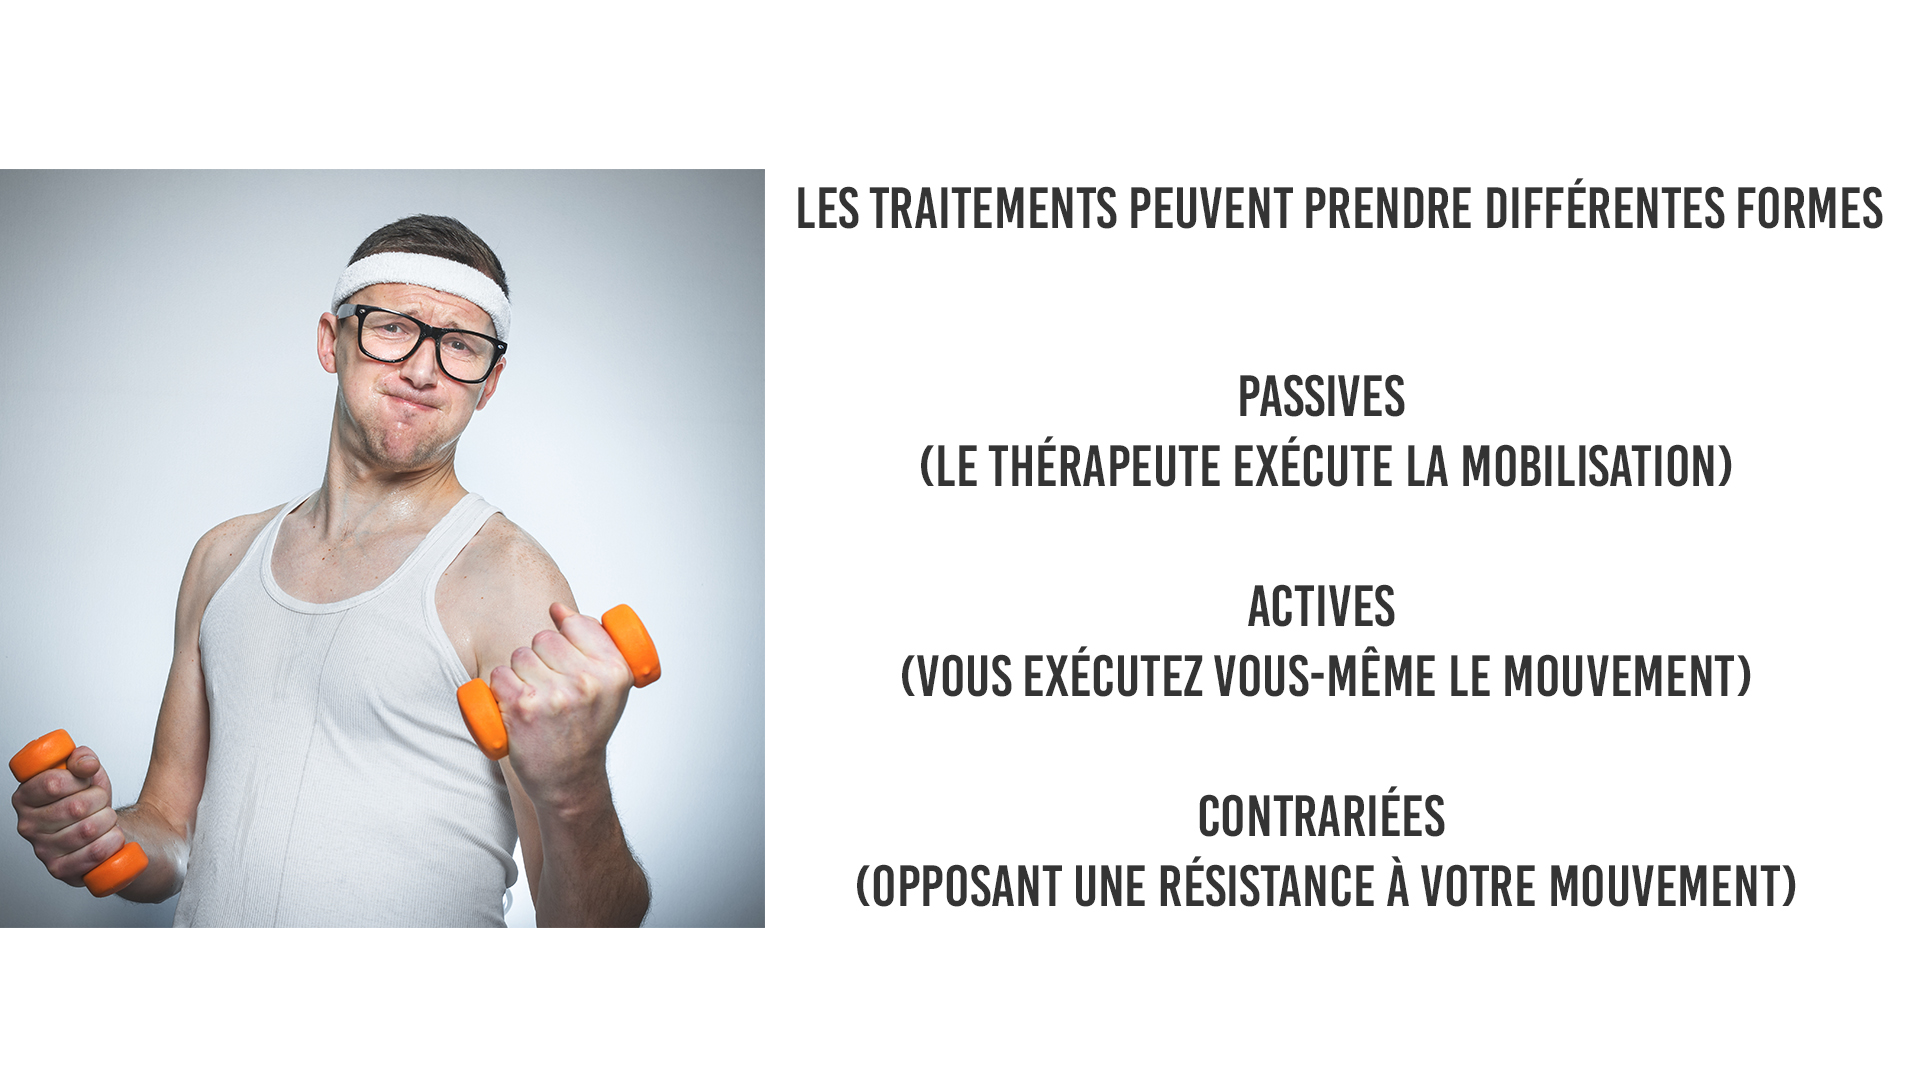 LES TRAITEMENTS PEUVENT PRENDRE DIFFÉRENTES FORMES
PASSIVES
(LE THÉRAPEUTE EXÉCUTE LA MOBILISATION)
ACTIVES
(VOUS EXÉCUTEZ VOUS-MÊME LE MOUVEMENT)
CONTRARIÉES
(OPPOSANT UNE RÉSISTANCE À VOTRE MOUVEMENT)